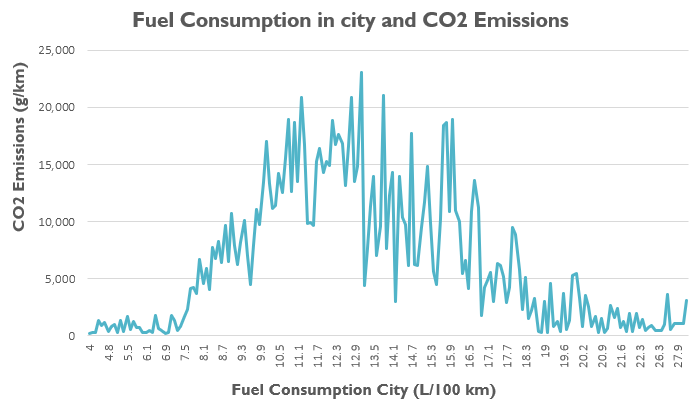 Fuel Consumption in city and CO2 Emissions
CO2 Emissions (g/km)
25,000
20,000
15,000
10,000
5,000
0
4 4.8 5.5 6.1 6.9 7.5 8.1 8.7 9.3 9.9 10.5 11.1 11.7 12.3 12.9 13.5 14.1 14.7 15.3 15.9 16.5 17.1 17.7 18.3 19 19.6 20.2 20.9 21.6 22.3 23.3 24.5 26.3 27.9
Fuel Consumption City (L/100 km)